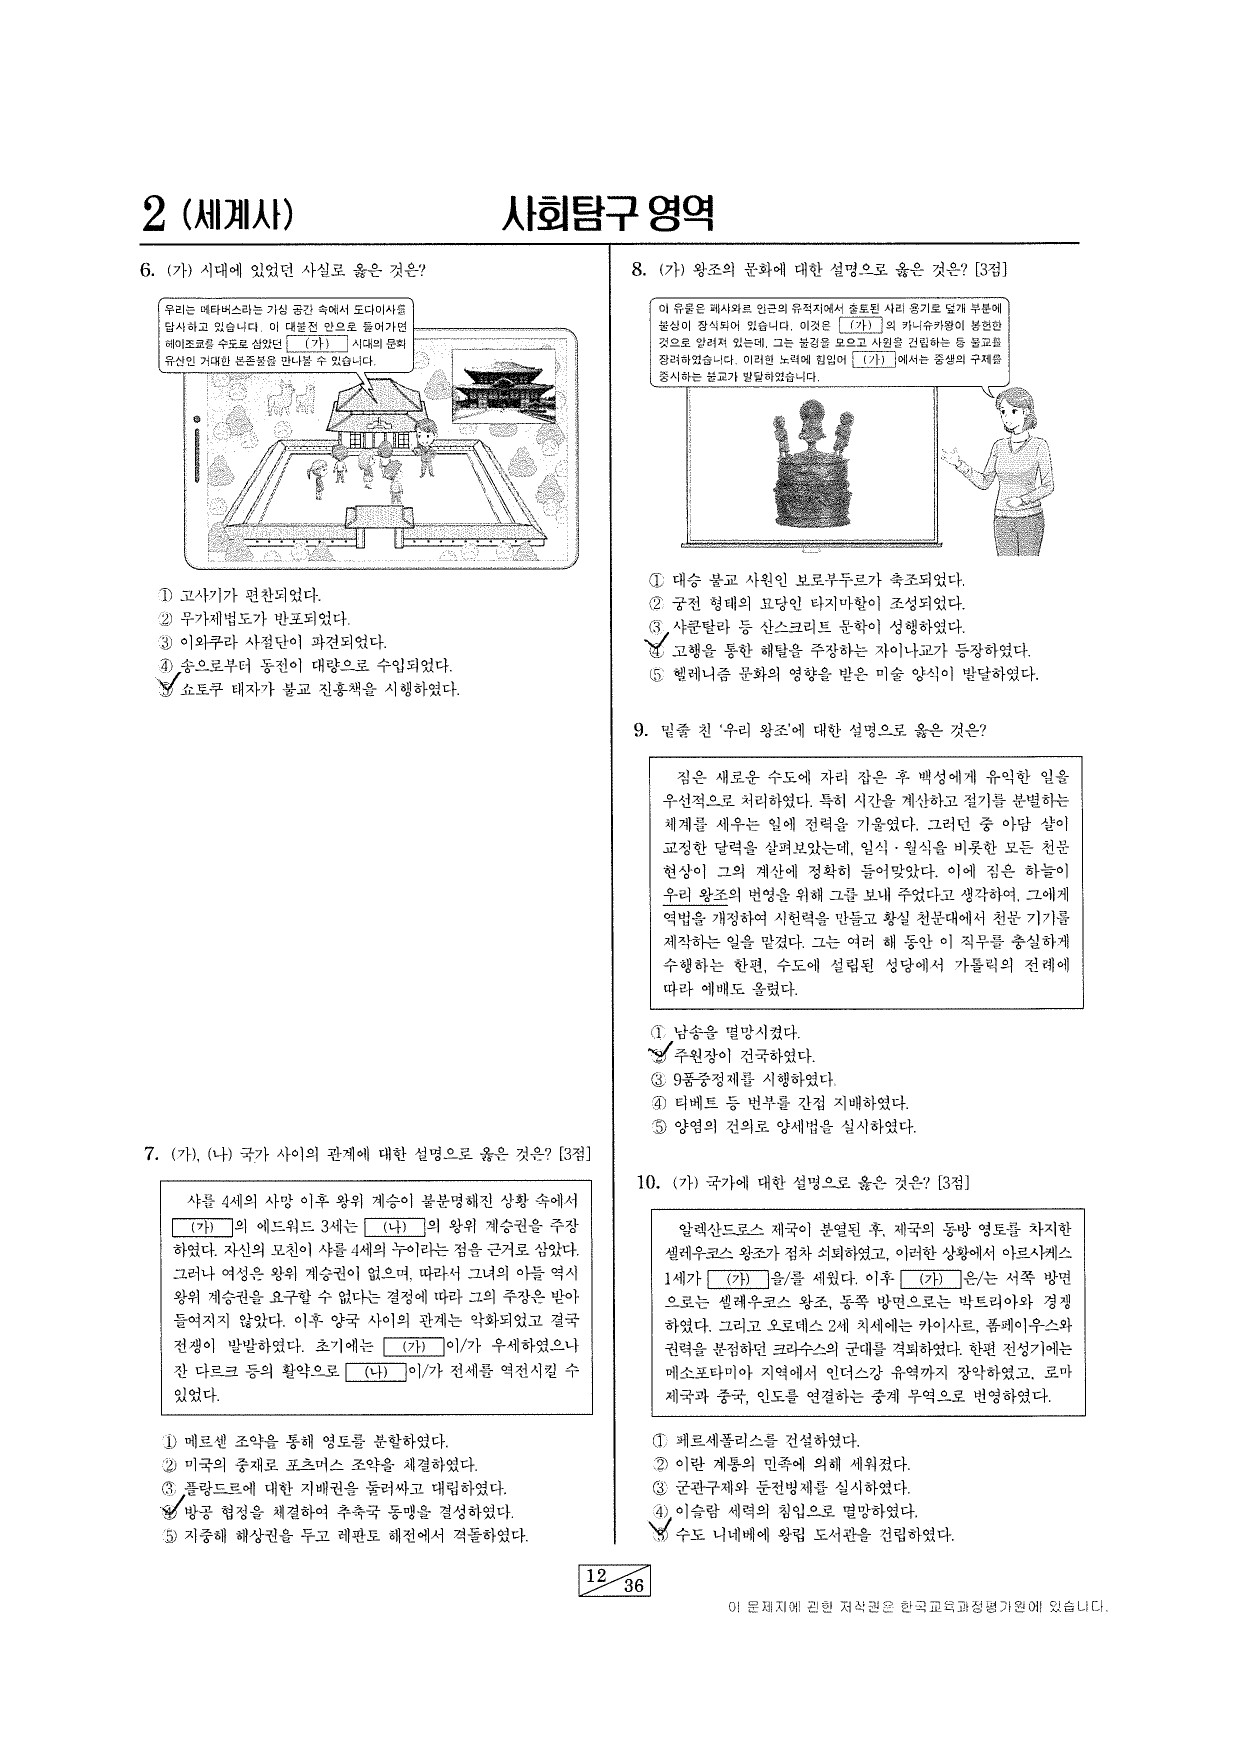 2 (세계사)
사회탐구 영역
6. (가) 시대에 있었던 사실로 옳은 것은?
우리는 메타버스라는 가상 공간 속에서 도다이사를
답사하고 있습니다. 이 대불전 안으로 들어가면
헤이조쿄를 수도로 삼았던 (가) 시대의 문화
유산인 거대한 본존불을 만나볼 수 있습니다.
① 고사기가 편찬되었다.
② 무가제법도가 반포되었다.
③ 이와쿠라 사절단이 파견되었다.
④ 송으로부터 동전이 대량으로 수입되었다.
⑤ 쇼토쿠 태자가 불교 진흥책을 시행하였다.
7. (가), (나) 국가 사이의 관계에 대한 설명으로 옳은 것은? [3점]
샤를 4세의 사망 이후 왕위 계승이 불분명해진 상황 속에서
(가) 의 에드워드 3세는 (나) 의 왕위 계승권을 주장
하였다. 자신의 모친이 샤를 4세의 누이라는 점을 근거로 삼았다.
그러나 여성은 왕위 계승권이 없으며, 따라서 그녀의 아들 역시
왕위 계승권을 요구할 수 없다는 결정에 따라 그의 주장은 받아
들여지지 않았다. 이후 양국 사이의 관계는 악화되었고 결국
전쟁이 발발하였다. 초기에는 (가) 이/가 우세하였으나
잔 다르크 등의 활약으로 (나) 이/가 전세를 역전시킬 수
있었다.
① 메르센 조약을 통해 영토를 분할하였다.
② 미국의 중재로 포츠머스 조약을 체결하였다.
③ 플랑드르에 대한 지배권을 둘러싸고 대립하였다.
④ 방공 협정을 체결하여 추축국 동맹을 결성하였다.
⑤ 지중해 해상권을 두고 레판토 해전에서 격돌하였다.
8. (가) 왕조의 문화에 대한 설명으로 옳은 것은? [3점]
이 유물은 페샤와르 인근의 유적지에서 출토된 사리 용기로 덮개 부분에
불상이 장식되어 있습니다. 이것은 (가) 의 카니슈카왕이 봉헌한
것으로 알려져 있는데, 그는 불경을 모으고 사원을 건립하는 등 불교를
장려하였습니다. 이러한 노력에 힘입어 (가) 에서는 중생의 구제를
중시하는 불교가 발달하였습니다.
① 대승 불교 사원인 보로부두르가 축조되었다.
② 궁전 형태의 묘당인 타지마할이 조성되었다.
③ 샤쿤탈라 등 산스크리트 문학이 성행하였다.
④ 고행을 통한 해탈을 주장하는 자이나교가 등장하였다.
⑤ 헬레니즘 문화의 영향을 받은 미술 양식이 발달하였다.
9. 밑줄 친 '우리 왕조'에 대한 설명으로 옳은 것은?
짐은 새로운 수도에 자리 잡은 후 백성에게 유익한 일을
우선적으로 처리하였다. 특히 시간을 계산하고 절기를 분별하는
체계를 세우는 일에 전력을 기울였다. 그러던 중 아담 샬이
교정한 달력을 살펴보았는데, 일식·월식을 비롯한 모든 천문
현상이 그의 계산에 정확히 들어맞았다. 이에 짐은 하늘이
우리 왕조의 번영을 위해 그를 보내 주었다고 생각하여, 그에게
역법을 개정하여 시헌력을 만들고 황실 천문대에서 천문 기기를
제작하는 일을 맡겼다. 그는 여러 해 동안 이 직무를 충실하게
수행하는 한편, 수도에 설립된 성당에서 가톨릭의 전례에
따라 예배도 올렸다.
① 남송을 멸망시켰다.
② 주원장이 건국하였다.
③ 9품중정제를 시행하였다.
④ 티베트 등 번부를 간접 지배하였다.
⑤ 양염의 건의로 양세법을 실시하였다.
10. (가) 국가에 대한 설명으로 옳은 것은? [3점]
알렉산드로스 제국이 분열된 후, 제국의 동방 영토를 차지한
셀레우코스 왕조가 점차 쇠퇴하였고, 이러한 상황에서 아르사케스
1세가 (가) 을/를 세웠다. 이후 (가) 은/는 서쪽 방면
으로는 셀레우코스 왕조, 동쪽 방면으로는 박트리아와 경쟁
하였다. 그리고 오로데스 2세 치세에는 카이사르, 폼페이우스와
권력을 분점하던 크라수스의 군대를 격퇴하였다. 한편 전성기에는
메소포타미아 지역에서 인더스강 유역까지 장악하였고, 로마
제국과 중국, 인도를 연결하는 중계 무역으로 번영하였다.
① 페르세폴리스를 건설하였다.
② 이란 계통의 민족에 의해 세워졌다.
③ 군관구제와 둔전병제를 실시하였다.
④ 이슬람 세력의 침입으로 멸망하였다.
⑤ 수도 니네베에 왕립 도서관을 건립하였다.
12
36
이 문제지에 관한 저작권은 한국교육과정평가원에 있습니다.